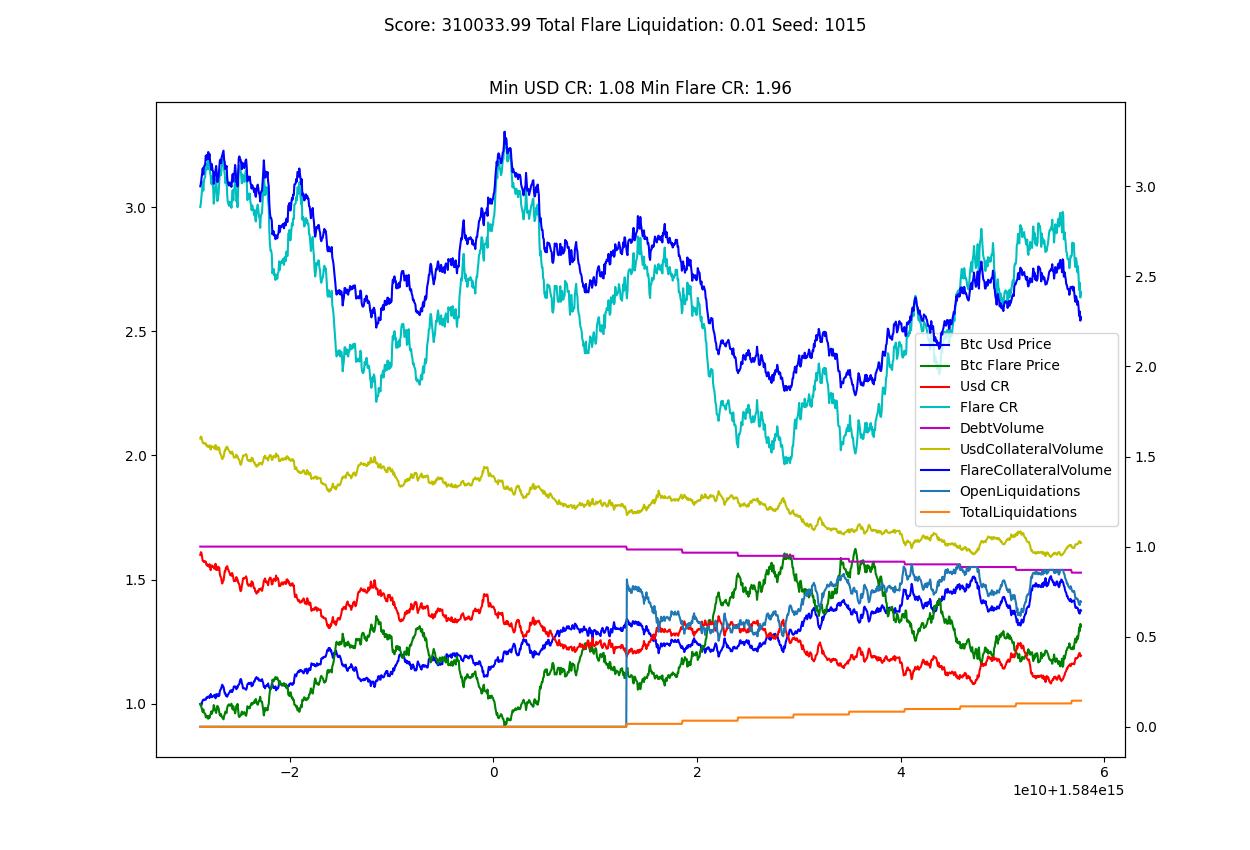 Score: 310033.99 Total Flare Liquidation: 0.01 Seed: 1015
Min USD CR: 1.08 Min Flare CR: 1.96
3.0
2.5
2.0
1.5
1.0
3.0
2.5
2.0
1.5
1.0
0.5
0.0
Btc Usd Price
Btc Flare Price
Usd CR
Flare CR
DebtVolume
UsdCollateralVolume
FlareCollateralVolume
OpenLiquidations
TotalLiquidations
−2 0 2 4 6
1e10+1.584e15